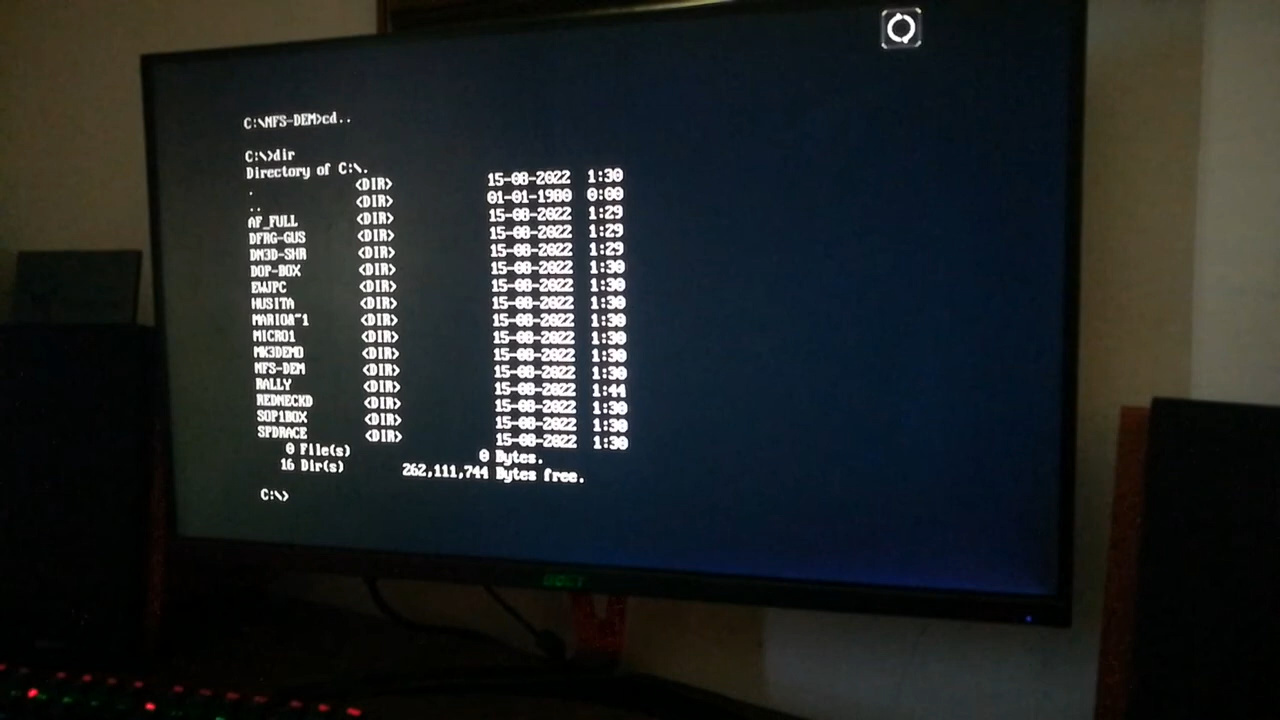 C:\NFS-DEM>cd..
C:\>dir
Directory of C:\.
. <DIR> 15-08-2022 1:30
.. <DIR> 01-01-1980 0:00
AF_FULL <DIR> 15-08-2022 1:29
DFRG-GUS <DIR> 15-08-2022 1:29
DN3D-SHR <DIR> 15-08-2022 1:29
DOP-BOX <DIR> 15-08-2022 1:30
EWJPC <DIR> 15-08-2022 1:30
HUSITA <DIR> 15-08-2022 1:30
MARIO&~1 <DIR> 15-08-2022 1:30
MICRO1 <DIR> 15-08-2022 1:30
MK3DEMO <DIR> 15-08-2022 1:30
NFS-DEM <DIR> 15-08-2022 1:30
RALLY <DIR> 15-08-2022 1:44
REDNECKD <DIR> 15-08-2022 1:30
SOP1BOX <DIR> 15-08-2022 1:30
SPDRACE <DIR> 15-08-2022 1:30
0 File(s) 0 Bytes.
16 Dir(s) 262,111,744 Bytes free.
C:\>